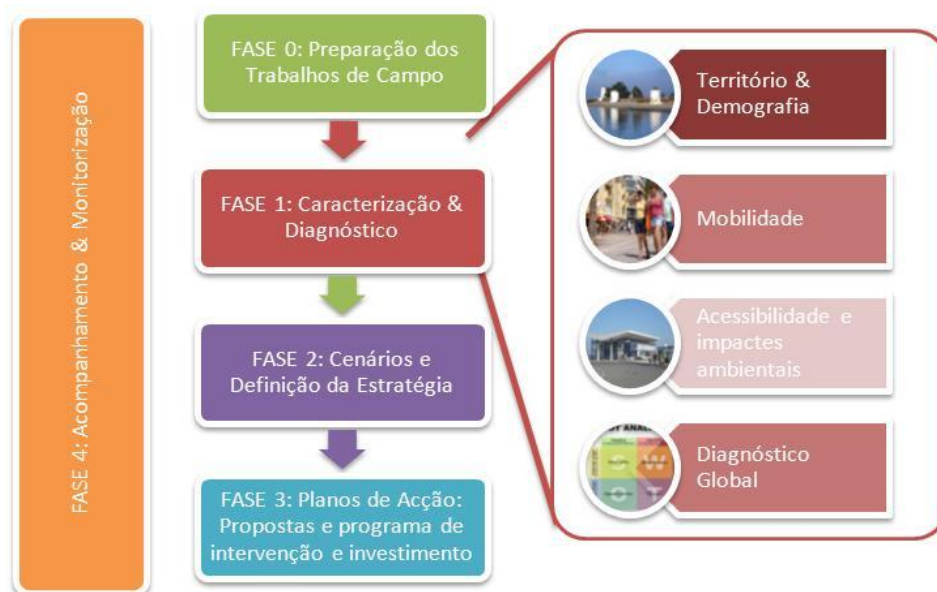 FASE 4: Acompanhamento & Monitorização
FASE 0: Preparação dos
Trabalhos de Campo
FASE 1: Caracterização &
Diagnóstico
FASE 2: Cenários e
Definição da Estratégia
FASE 3: Planos de Acção:
Propostas e programa de
intervenção e investimento
Território &
Demografia
Mobilidade
Acessibilidade e
impactes
ambientais
S W
O T
Diagnóstico
Global